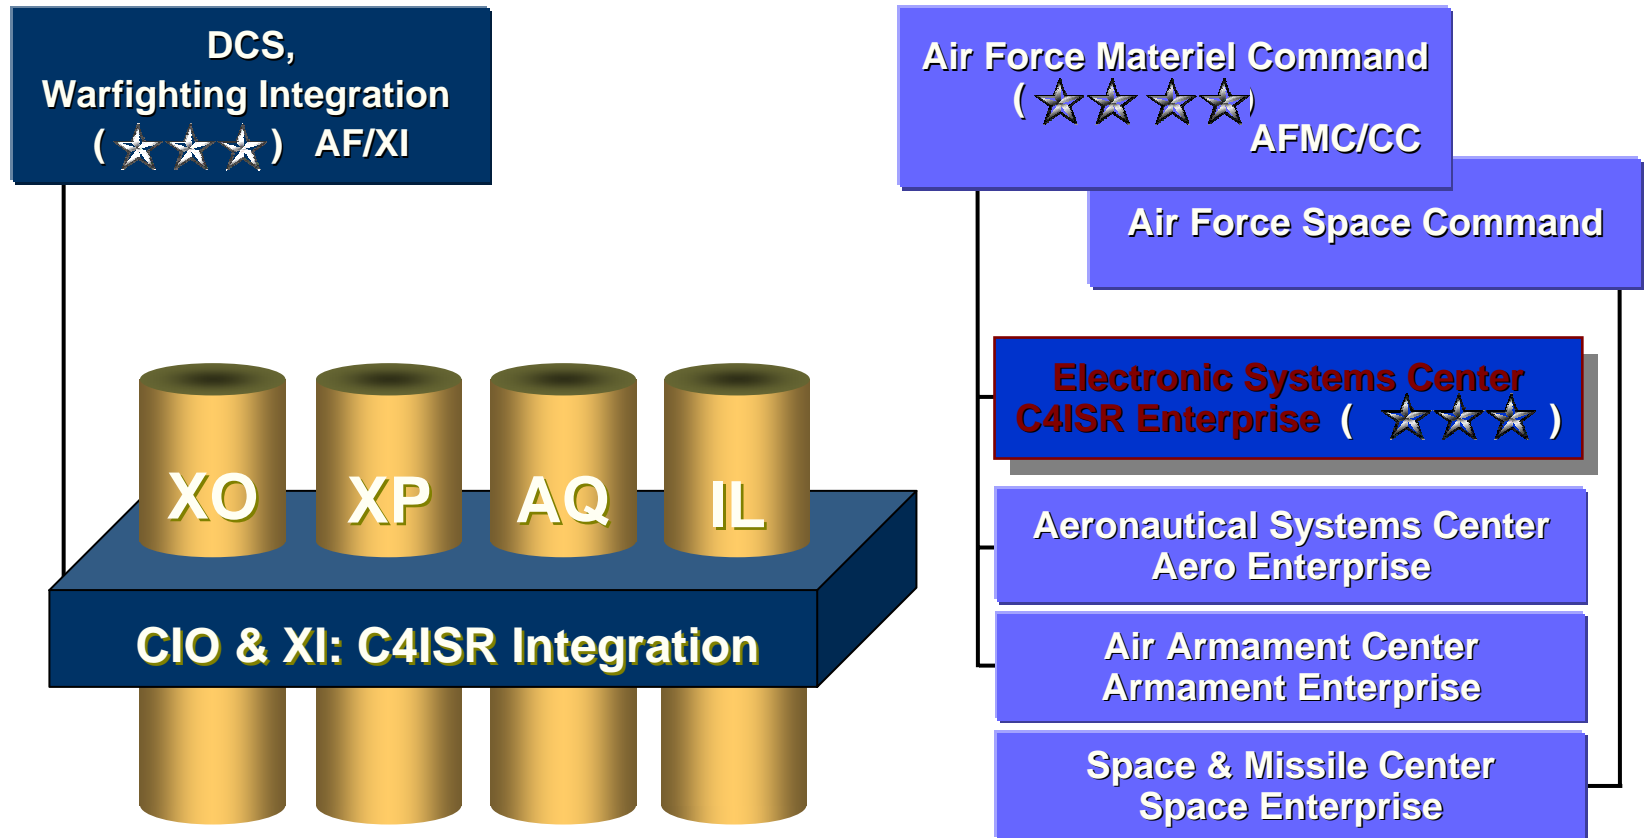 DCS,
Warfighting Integration
( ) AF/XI
Air Force Materiel Command
( )
AFMC/CC
Air Force Space Command
Electronic Systems Center
C4ISR Enterprise ( )
XO XP AQ IL
Aeronautical Systems Center
Aero Enterprise
CIO & XI: C4ISR Integration
Air Armament Center
Armament Enterprise
Space & Missile Center
Space Enterprise